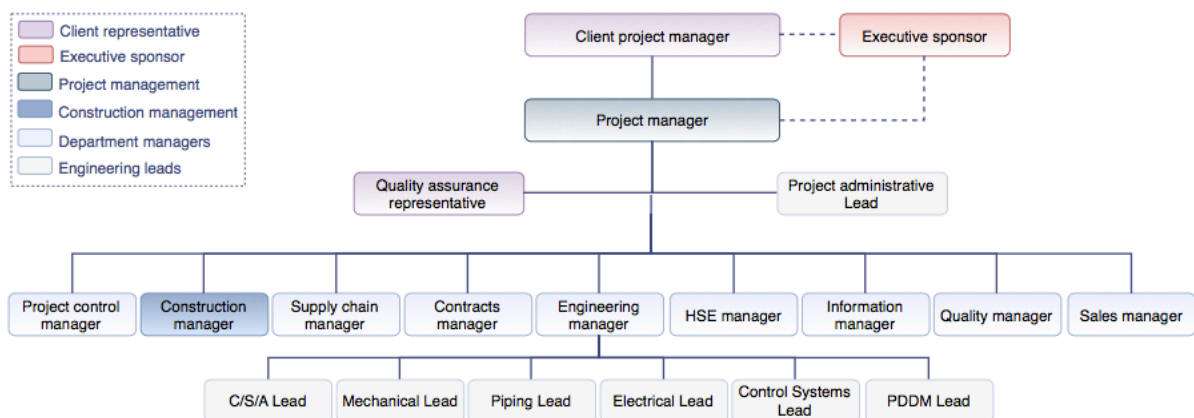 Client representative
Executive sponsor
Project management
Construction management
Department managers
Engineering leads
Client project manager
Executive sponsor
Project manager
Quality assurance
representative
Project administrative
Lead
Project control
manager
Construction
manager
Supply chain
manager
Contracts
manager
Engineering
manager
HSE manager
Information
manager
Quality manager
Sales manager
C/S/A Lead
Mechanical Lead
Piping Lead
Electrical Lead
Control Systems
Lead
PDDM Lead